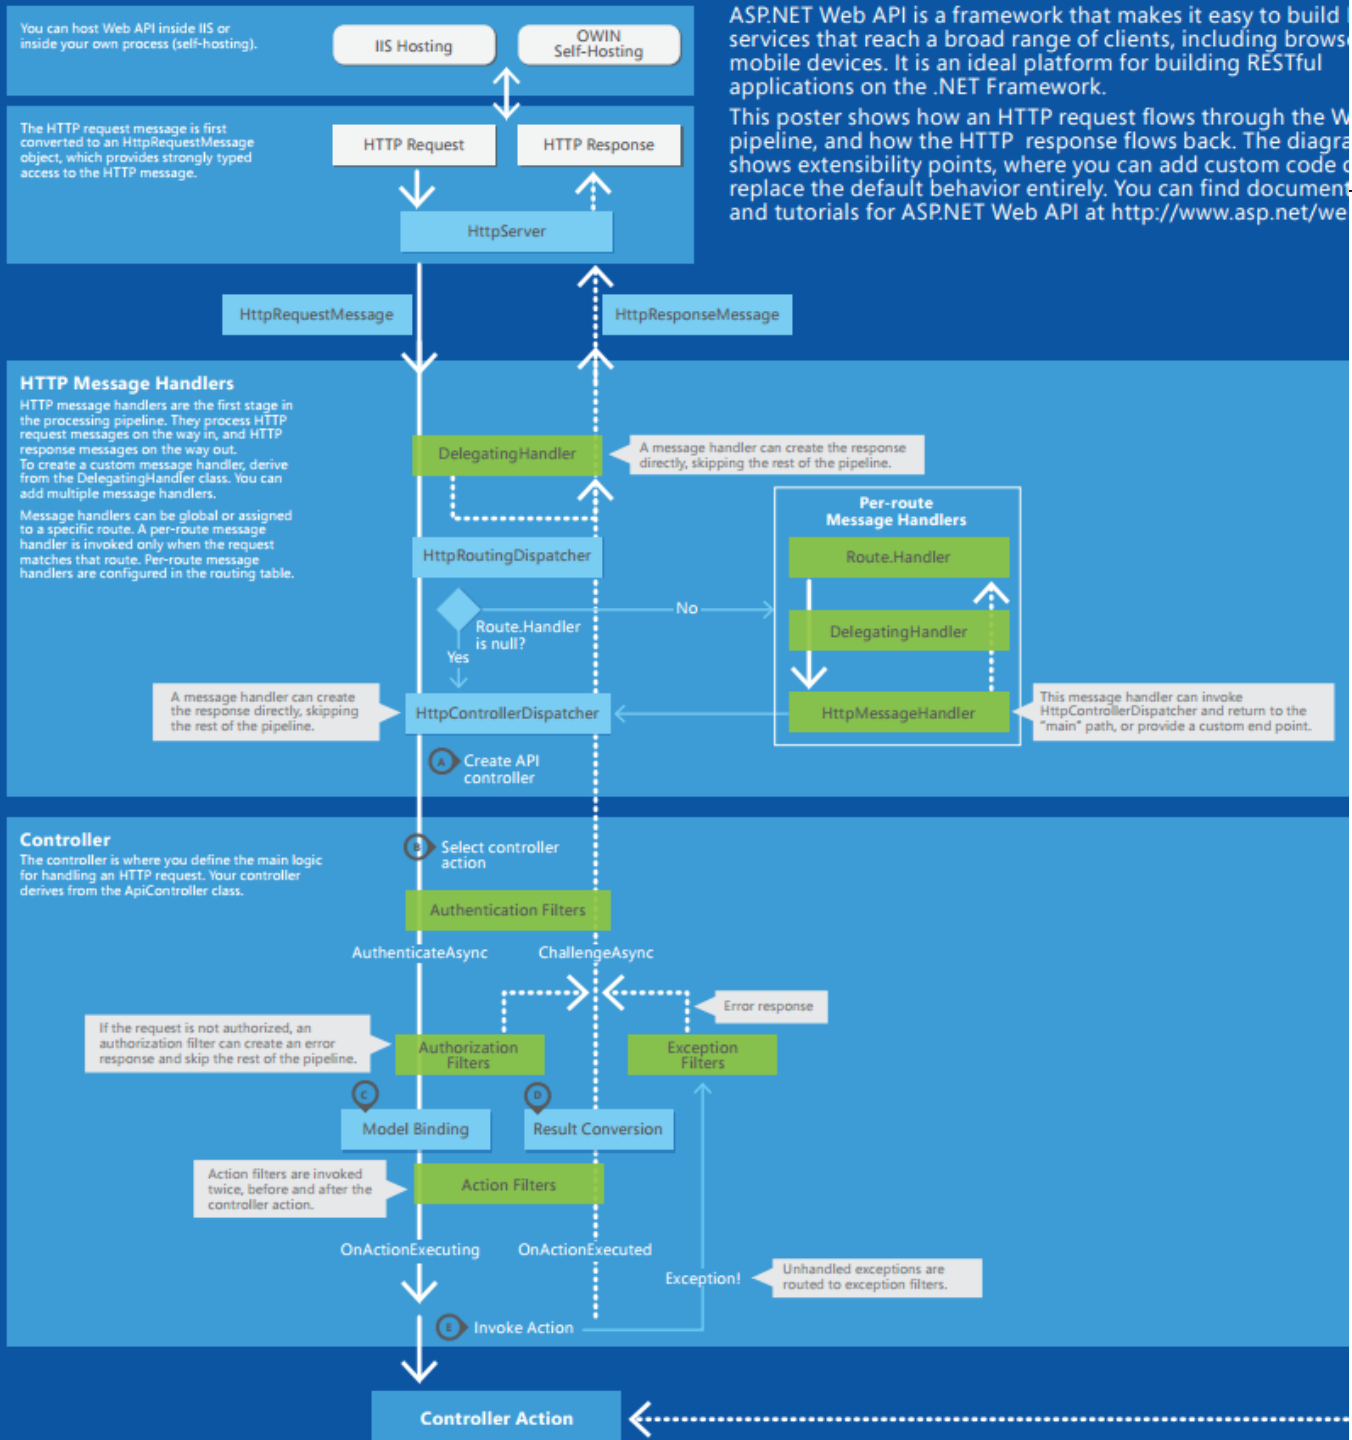 You can host Web API inside IIS or
inside your own process (self-hosting).
IIS Hosting
OWIN
Self-Hosting
ASP.NET Web API is a framework that makes it easy to build
services that reach a broad range of clients, including
mobile devices. It is an ideal platform for building RESTful
applications on the .NET Framework.
This poster shows how an HTTP request flows through the
pipeline, and how the HTTP response flows back. The
shows extensibility points, where you can add custom code
replace the default behavior entirely. You can find
and tutorials for ASP.NET Web API at http://www.asp.net/we
The HTTP request message is first
converted to an HttpRequestMessage
object, which provides strongly typed
access to the HTTP message.
HTTP Request
HTTP Response
HttpServer
HttpRequestMessage
HttpResponseMessage
HTTP Message Handlers
HTTP message handlers are the first stage in
the processing pipeline. They process HTTP
request messages on the way in, and HTTP
response messages on the way out.
To create a custom message handler, derive
from the DelegatingHandler class. You can
add multiple message handlers.
Message handlers can be global or assigned
to a specific route. A per-route message
handler is invoked only when the request
matches that route. Per-route message
handlers are configured in the routing table.
DelegatingHandler
A message handler can create the response
directly, skipping the rest of the pipeline.
Per-route
Message Handlers
Route.Handler
DelegatingHandler
HttpMessageHandler
HttpRoutingDispatcher
No
Route.Handler
is null?
Yes
A message handler can create
the response directly, skipping
the rest of the pipeline.
HttpControllerDispatcher
This message handler can invoke
HttpControllerDispatcher and return to the
“main” path, or provide a custom end point.
A
Create API
controller
Controller
The controller is where you define the main logic
for handling an HTTP request. Your controller
derives from the ApiController class.
B
Select controller
action
Authentication Filters
AuthenticateAsync
ChallengeAsync
Error response
If the request is not authorized, an
authorization filter can create an error
response and skip the rest of the pipeline.
Authorization
Filters
Exception
Filters
C
D
Model Binding
Result Conversion
Action filters are invoked
twice, before and after the
controller action.
Action Filters
OnActionExecuting
OnActionExecuted
Exception!
Unhandled exceptions are
routed to exception filters.
E
Invoke Action
Controller Action